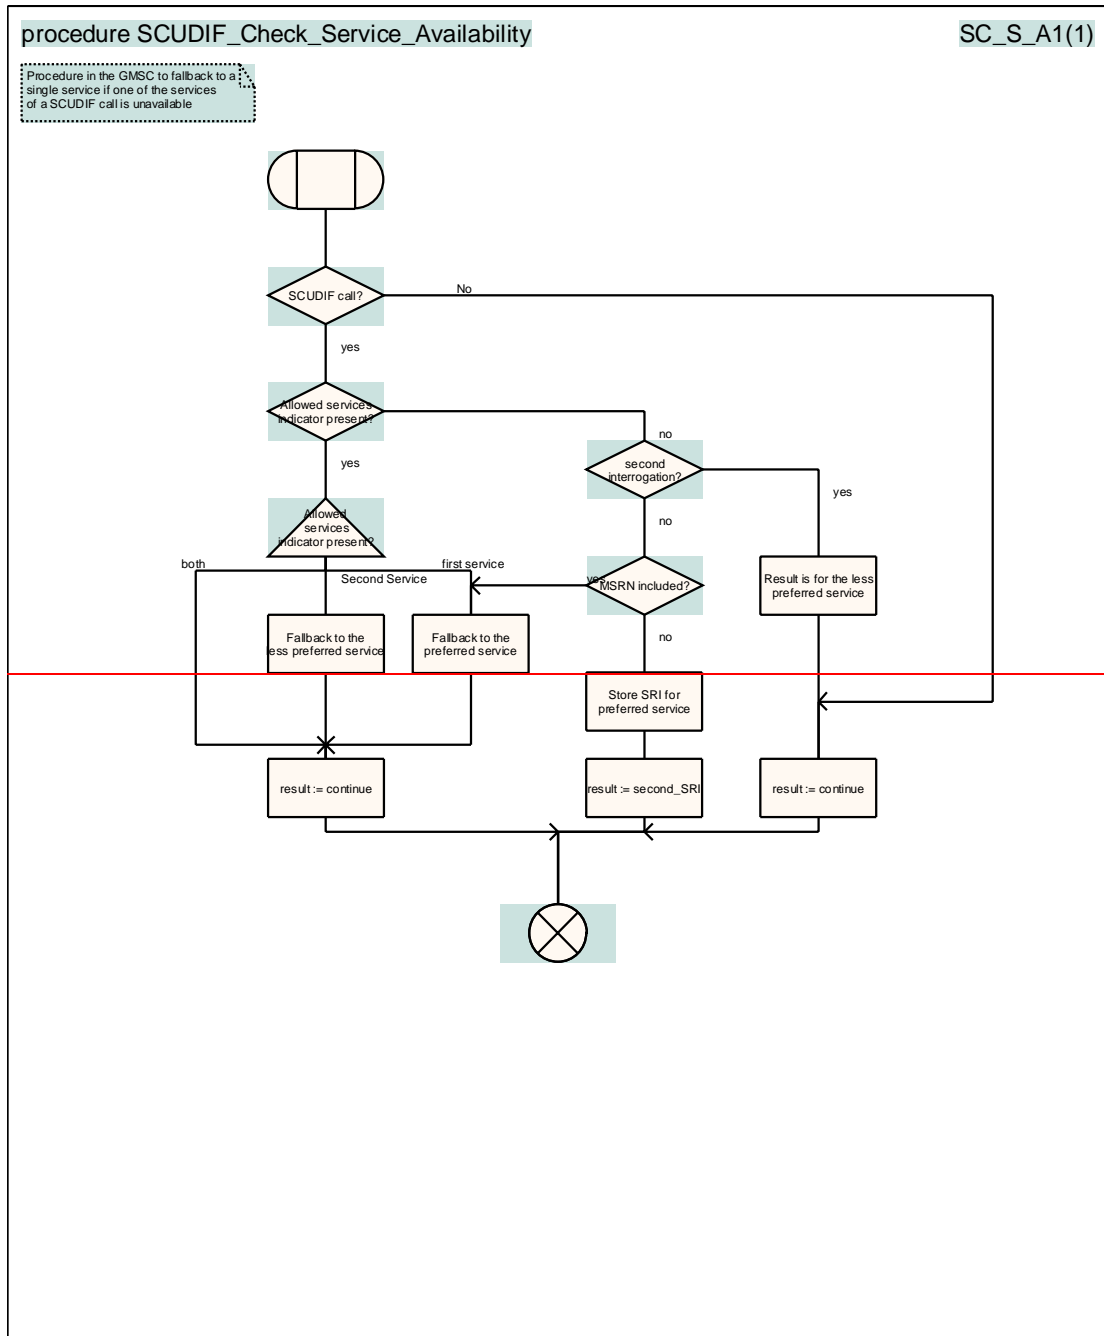 procedure SCUDIF_Check_Service_Availability
SC_S_A1(1)
Procedure in the GMSC to fallback to a
single service if one of the services
of a SCUDIF call is unavailable
SCUDIF call?
No
yes
Allowed services
indicator present?
no
yes
second
interrogation?
yes
no
Allowed
services
indicator present?
both
first service
Second Service
yes
MSRN included?
Result is for the less
preferred service
no
Fallback to the
less preferred service
Fallback to the
preferred service
Store SRI for
preferred service
result := continue
result := second_SRI
result := continue